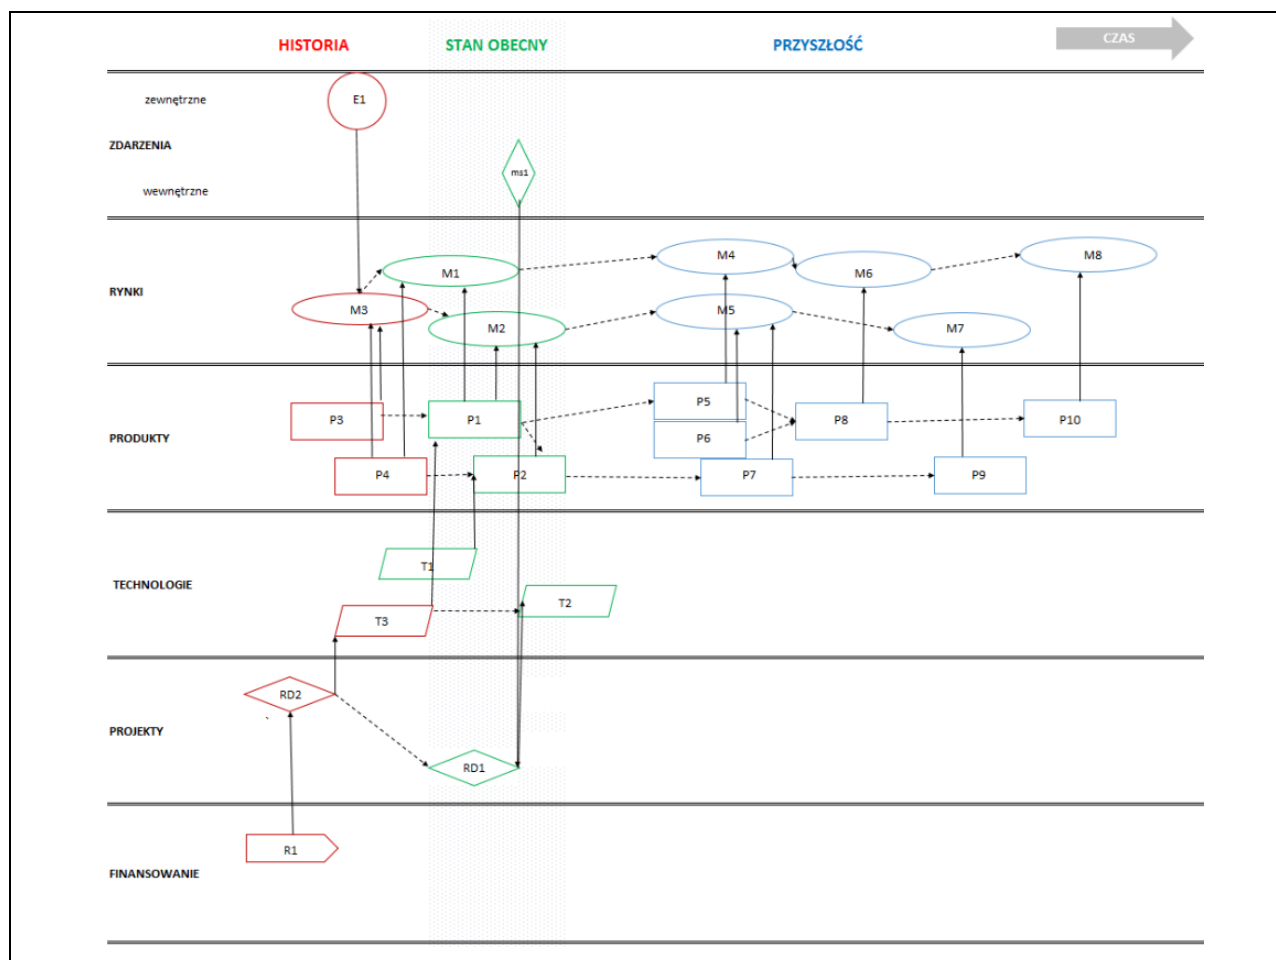 HISTORIA STAN OBECNY PRZYSZŁOŚĆ CZAS
zewnętrzne E1
ZDARZENIA
ms1
wewnętrzne
M1 M4 M6 M8
RYNKI
M3 M2 M5 M7
P3 P1 P5 P8 P10
PRODUKTY P6
P4 P2 P7 P9
T1
TECHNOLOGIE
T3 T2
RD2
PROJEKTY
RD1
R1
FINANSOWANIE